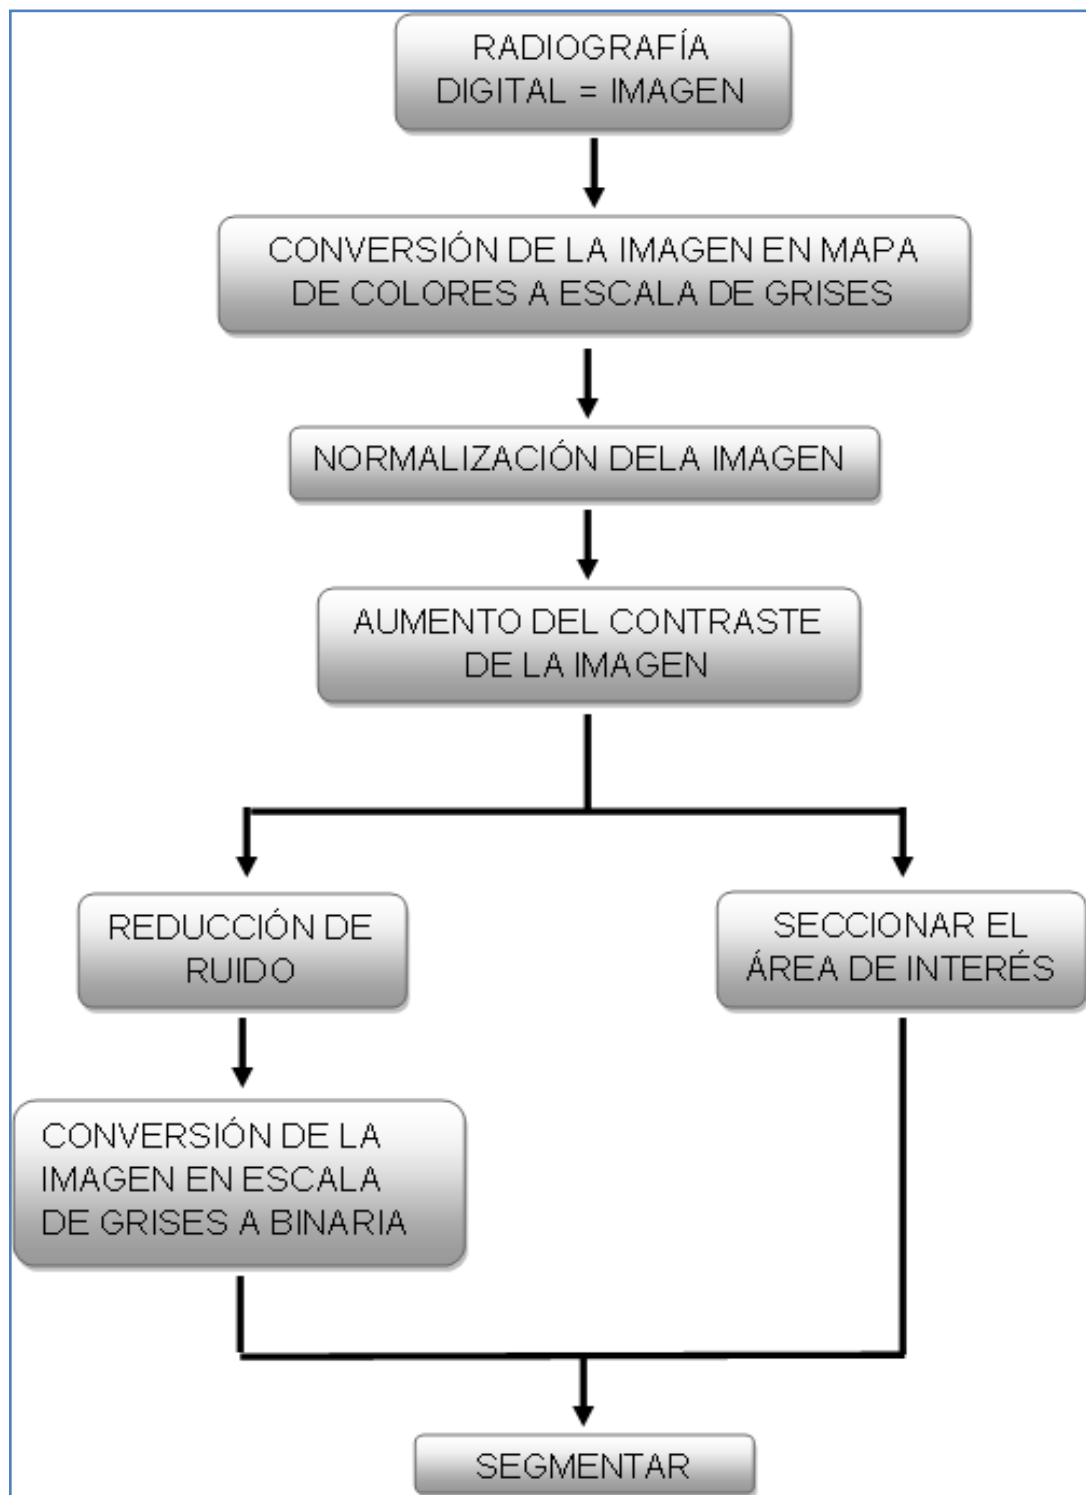 RADIOGRAFÍA
DIGITAL = IMAGEN
CONVERSIÓN DE LA IMAGEN EN MAPA
DE COLORES A ESCALA DE GRISES
NORMALIZACIÓN DELA IMAGEN
AUMENTO DEL CONTRASTE
DE LA IMAGEN
REDUCCIÓN DE
RUIDO
SECCIONAR EL
ÁREA DE INTERÉS
CONVERSIÓN DE LA
IMAGEN EN ESCALA
DE GRISES A BINARIA
SEGMENTAR